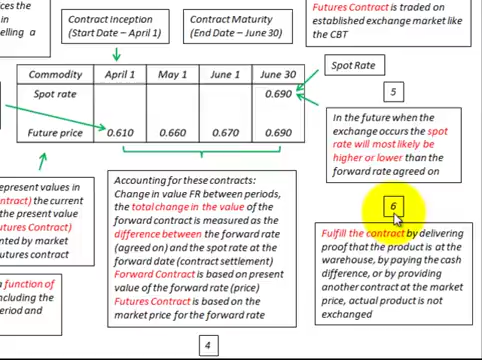 ces the
in
elling a
Contract Inception
(Start Date – April 1)
Contract Maturity
(End Date – June 30)
Futures Contract is traded on
established exchange market like
the CBT
Spot Rate
Commodity April 1 May 1 June 1 June 30
Spot rate 0.690
Future price 0.610 0.660 0.670 0.690
5
In the future when the
exchange occurs the spot
rate will most likely be
higher or lower than the
forward rate agreed on
epresent values in
ntract) the current
the present value
utures Contract)
nted by market
utures contract
a function of
ncluding the
eriod and
Accounting for these contracts:
Change in value FR between periods,
the total change in the value of the
forward contract is measured as the
difference between the forward rate
(agreed on) and the spot rate at the
forward date (contract settlement)
Forward Contract is based on present
value of the forward rate (price)
Futures Contract is based on the
market price for the forward rate
4
6
Fulfill the contract by delivering
proof that the product is at the
warehouse, by paying the cash
difference, or by providing
another contract at the market
price, actual product is not
exchanged